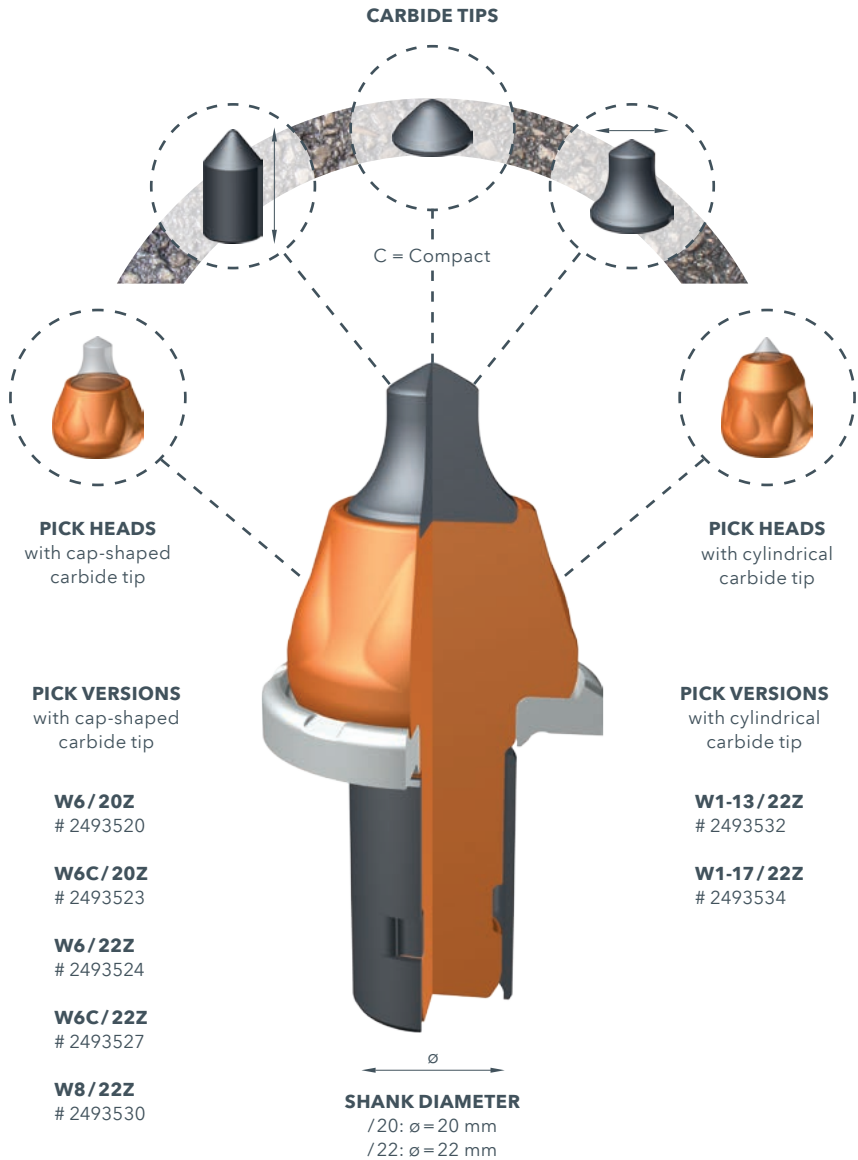 CARBIDE TIPS
C = Compact
PICK HEADS
with cap-shaped
carbide tip
PICK HEADS
with cylindrical
carbide tip
PICK VERSIONS
with cap-shaped
carbide tip
W6/20Z
# 2493520
W6C/20Z
# 2493523
W6/22Z
# 2493524
W6C/22Z
# 2493527
W8/22Z
# 2493530
PICK VERSIONS
with cylindrical
carbide tip
W1-13/22Z
# 2493532
W1-17/22Z
# 2493534
ø
SHANK DIAMETER
/20: ø=20 mm
/22: ø=22 mm